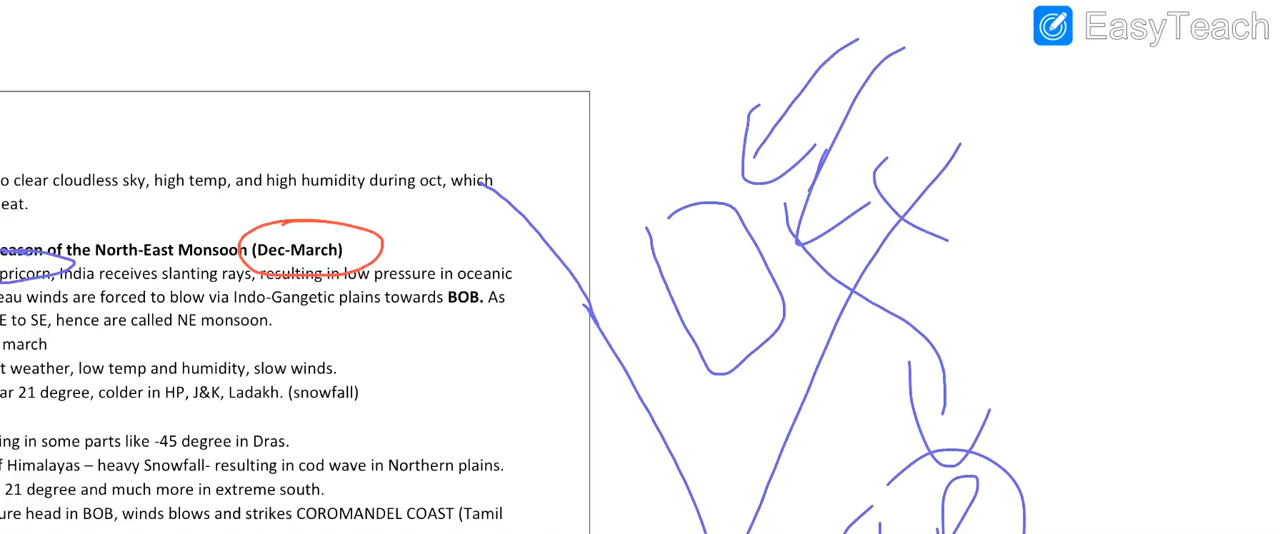 EasyTeach
o clear cloudless sky, high temp, and high humidity during oct, which
eat.
eason of the North-East Monsoon (Dec-March)
pricorn, India receives slanting rays, resulting in low pressure in oceanic
eau winds are forced to blow via Indo-Gangetic plains towards BOB. As
E to SE, hence are called NE monsoon.
march
t weather, low temp and humidity, slow winds.
ar 21 degree, colder in HP, J&K, Ladakh. (snowfall)
ing in some parts like -45 degree in Dras.
f Himalayas – heavy Snowfall- resulting in cod wave in Northern plains.
21 degree and much more in extreme south.
ure head in BOB, winds blows and strikes COROMANDEL COAST (Tamil